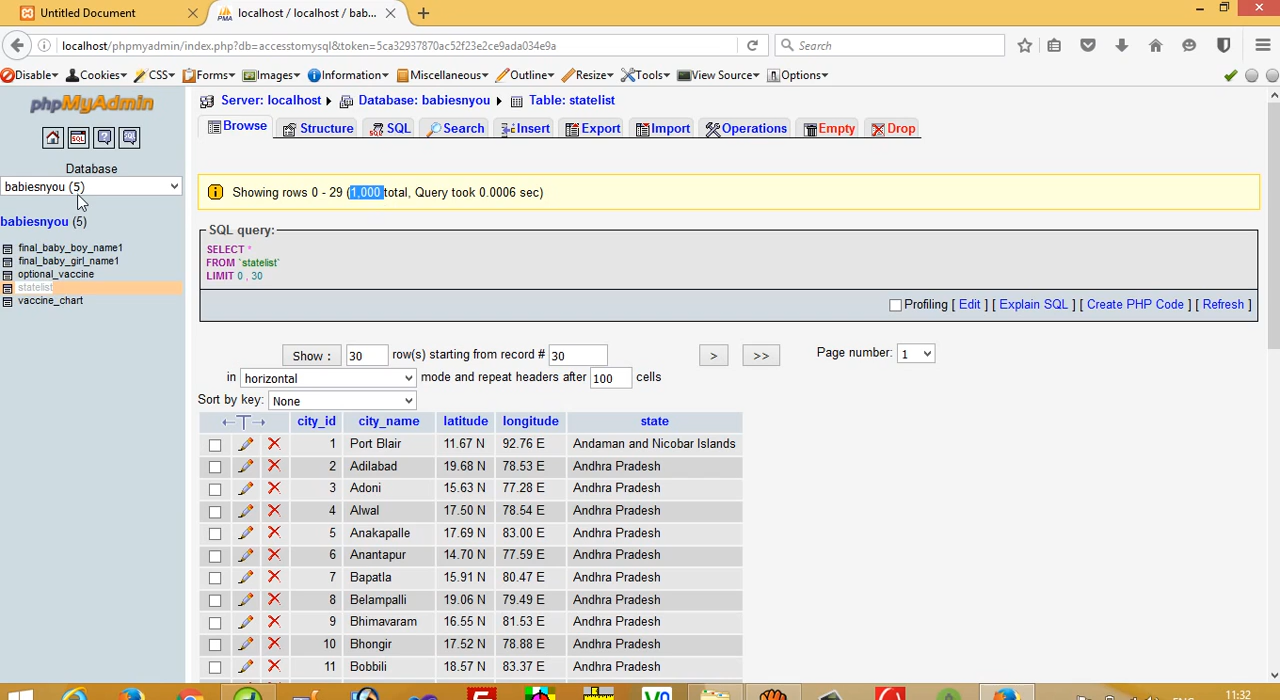 Untitled Document
localhost / localhost / bab...
localhost/phpmyadmin/index.php?db=accesstomysql&token=5ca32937870ac52f23e2ce9ada034e9a
Search
Disable▾ Cookies▾ CSS▾ Forms▾ Images▾ Information▾ Miscellaneous▾ Outline▾ Resize▾ Tools▾ View Source▾ Options▾
phpMyAdmin
Server: localhost Database: babiesnyou Table: statelist
Browse Structure SQL Search Insert Export Import Operations Empty Drop
Database
babiesnyou (5)
babiesnyou (5)
final_baby_boy_name1
final_baby_girl_name1
optional_vaccine
statelist
vaccine_chart
Showing rows 0 - 29 (1,000 total, Query took 0.0006 sec)
SQL query:
SELECT *
FROM `statelist`
LIMIT 0 , 30
Profiling [ Edit ] [ Explain SQL ] [ Create PHP Code ] [ Refresh ]
Show : 30 row(s) starting from record # 30 > >> Page number: 1
in horizontal mode and repeat headers after 100 cells
Sort by key: None
city_id city_name latitude longitude state
1 Port Blair 11.67 N 92.76 E Andaman and Nicobar Islands
2 Adilabad 19.68 N 78.53 E Andhra Pradesh
3 Adoni 15.63 N 77.28 E Andhra Pradesh
4 Alwal 17.50 N 78.54 E Andhra Pradesh
5 Anakapalle 17.69 N 83.00 E Andhra Pradesh
6 Anantapur 14.70 N 77.59 E Andhra Pradesh
7 Bapatla 15.91 N 80.47 E Andhra Pradesh
8 Belampalli 19.06 N 79.49 E Andhra Pradesh
9 Bhimavaram 16.55 N 81.53 E Andhra Pradesh
10 Bhongir 17.52 N 78.88 E Andhra Pradesh
11 Bobbili 18.57 N 83.37 E Andhra Pradesh
ENG 11:32